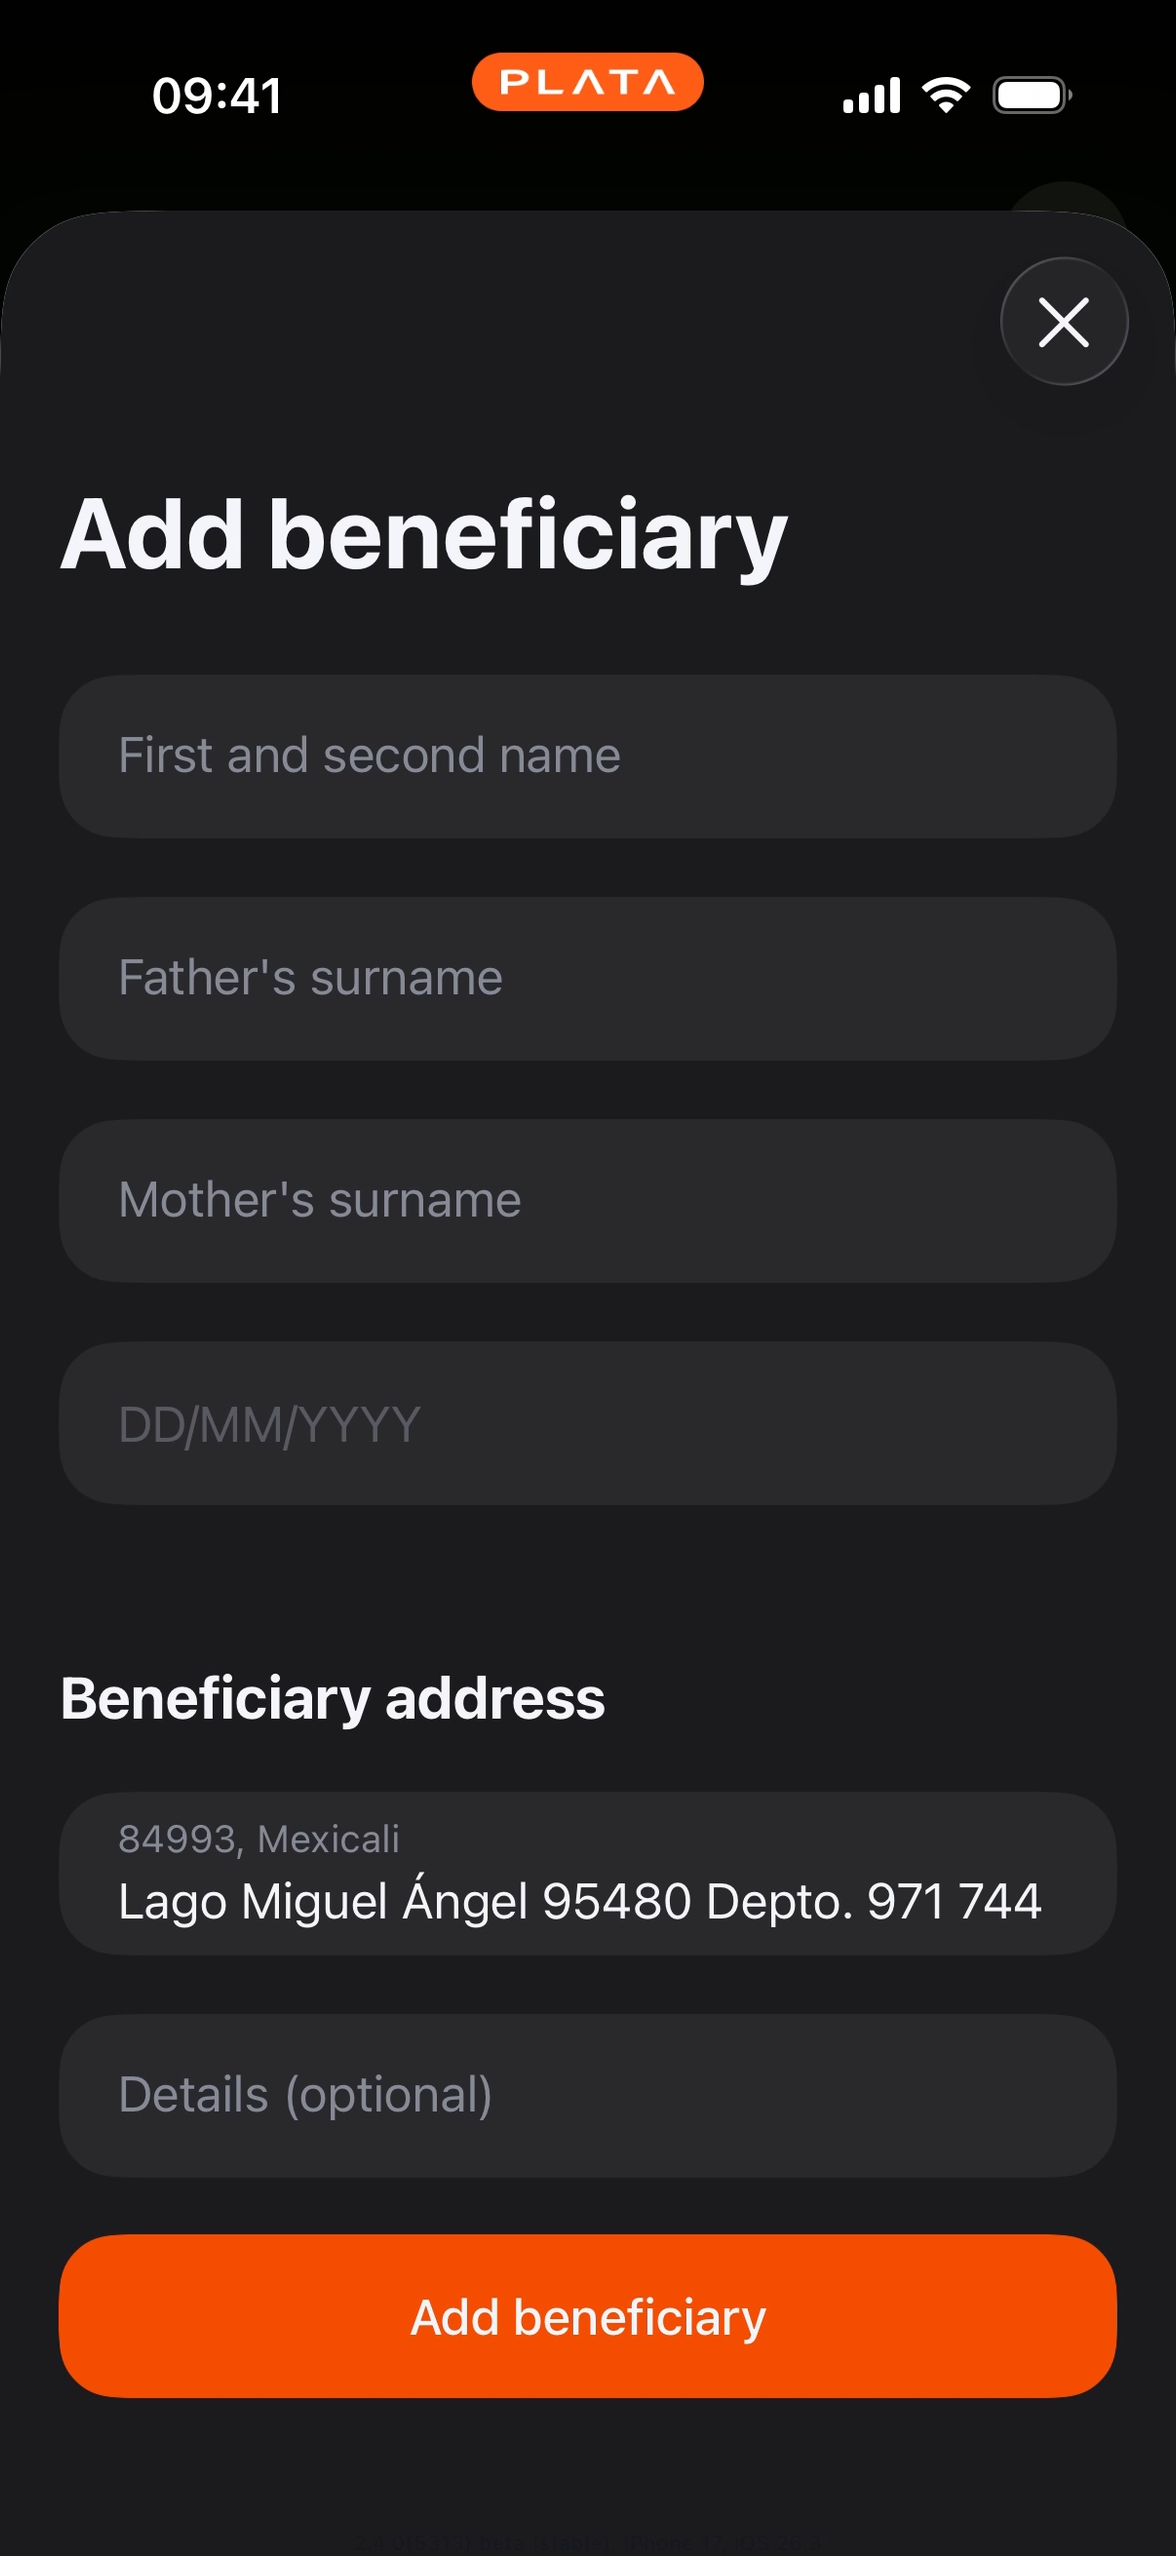 09:41
PLATA
Add beneficiary
First and second name
Father's surname
Mother's surname
DD/MM/YYYY
Beneficiary address
84993, Mexicali
Lago Miguel Ángel 95480 Depto. 971 744
Details (optional)
Add beneficiary